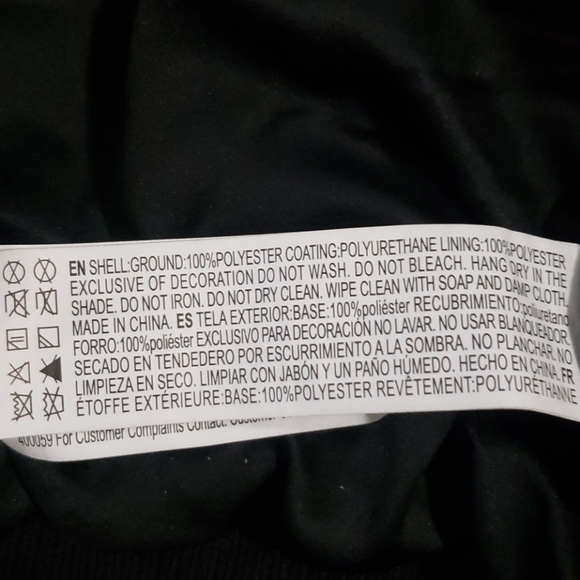 EN SHELL:GROUND:100%POLYESTER COATING:POLYURETHANE LINING:100%POLYESTER
EXCLUSIVE OF DECORATION DO NOT WASH. DO NOT BLEACH. HANG DRY IN THE
SHADE. DO NOT IRON. DO NOT DRY CLEAN. WIPE CLEAN WITH SOAP AND DAMP CLOTH.
MADE IN CHINA. ES TELA EXTERIOR:BASE:100%poliéster RECUBRIMIENTO:poliuretano
FORRO:100%poliéster EXCLUSIVO PARA DECORACIÓN NO LAVAR. NO USAR BLANQUEADOR.
SECADO EN TENDEDERO POR ESCURRIMIENTO A LA SOMBRA. NO PLANCHAR. NO
LIMPIEZA EN SECO. LIMPIAR CON JABÓN Y UN PAÑO HÚMEDO. HECHO EN CHINA. FR
ÉTOFFE EXTÉRIEURE:BASE:100%POLYESTER REVÊTEMENT:POLYURÉTHANNE
400059 For Customer Complaints Contact: Customer